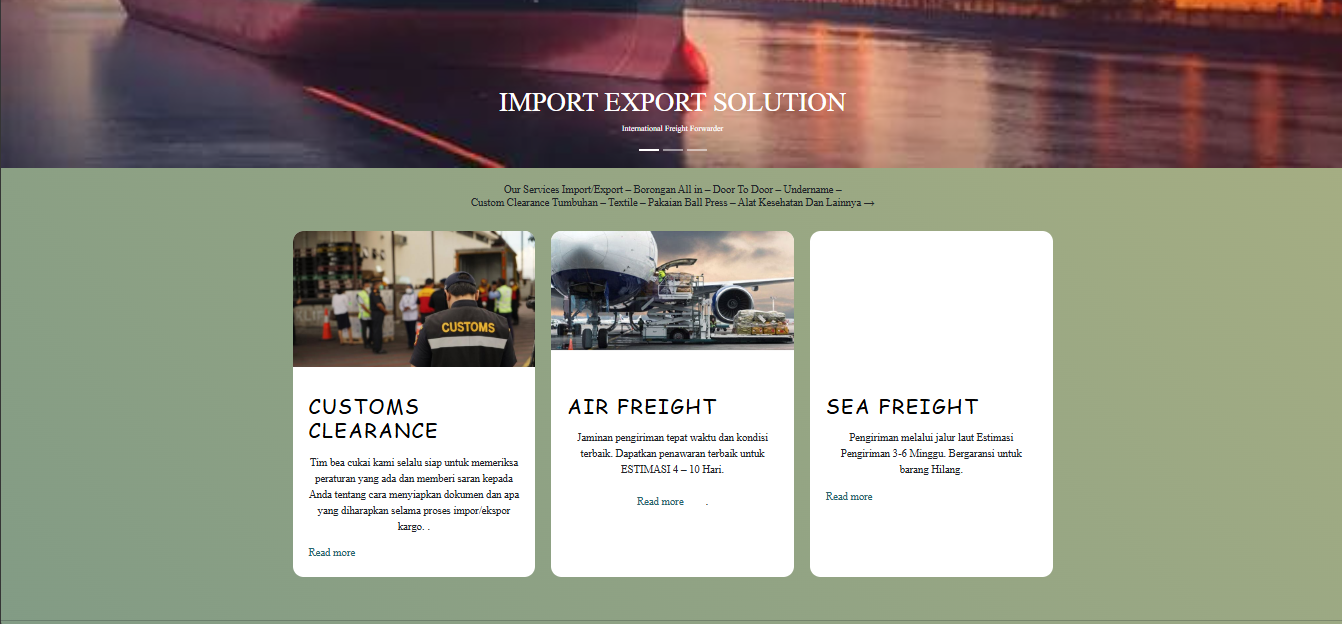 IMPORT EXPORT SOLUTION
International Freight Forwarder
Our Services Import/Export – Borongan All in – Door To Door – Undername –
Custom Clearance Tumbuhan – Textile – Pakaian Ball Press – Alat Kesehatan Dan Lainnya →
CUSTOMS
CUSTOMS
CLEARANCE
Tim bea cukai kami selalu siap untuk memeriksa
peraturan yang ada dan memberi saran kepada
Anda tentang cara menyiapkan dokumen dan apa
yang diharapkan selama proses impor/ekspor
kargo. .
Read more
AIR FREIGHT
Jaminan pengiriman tepat waktu dan kondisi
terbaik. Dapatkan penawaran terbaik untuk
ESTIMASI 4 – 10 Hari.
Read more .
SEA FREIGHT
Pengiriman melalui jalur laut Estimasi
Pengiriman 3-6 Minggu. Bergaransi untuk
barang Hilang.
Read more